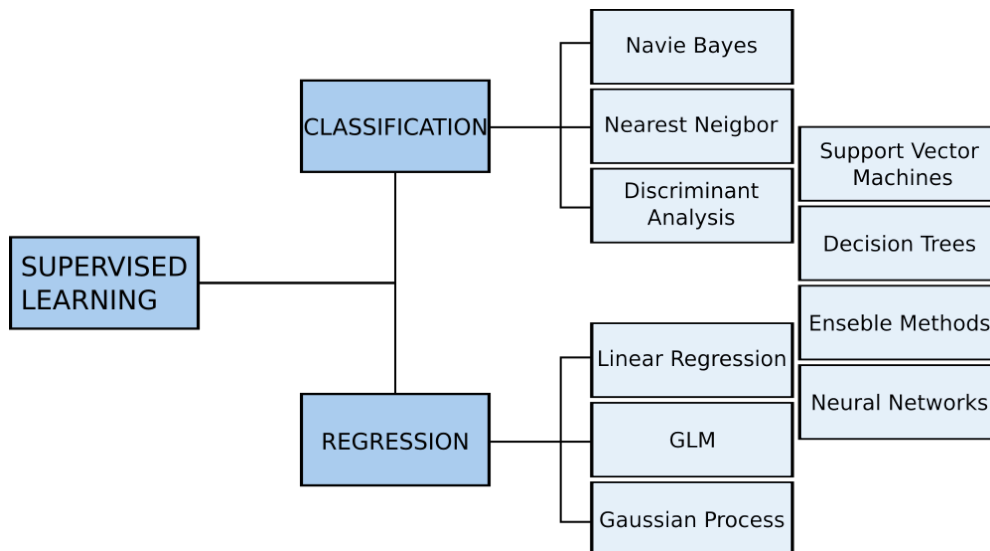 SUPERVISED
LEARNING
CLASSIFICATION
Navie Bayes
Nearest Neigbor
Discriminant
Analysis
REGRESSION
Linear Regression
GLM
Gaussian Process
Support Vector
Machines
Decision Trees
Enseble Methods
Neural Networks